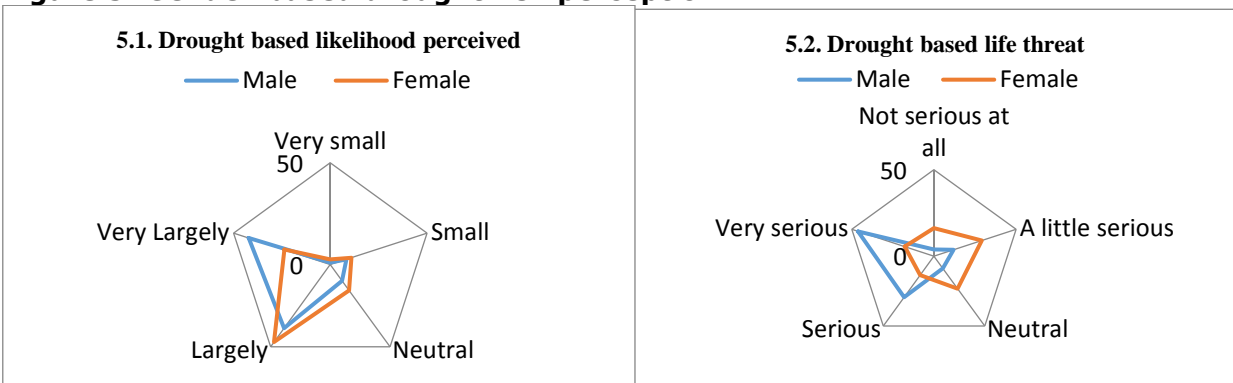 5.1. Drought based likelihood perceived
Male Female
Very small
50
Very Largely
Small
0
Largely
Neutral
5.2. Drought based life threat
Male Female
Not serious at
all
50
Very serious
A little serious
0
Serious
Neutral